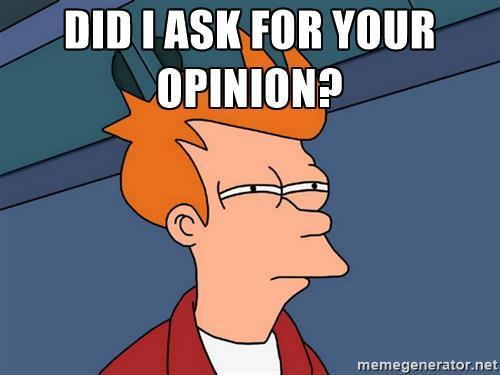 DID I ASK FOR YOUR
OPINION?
memegenerator.net